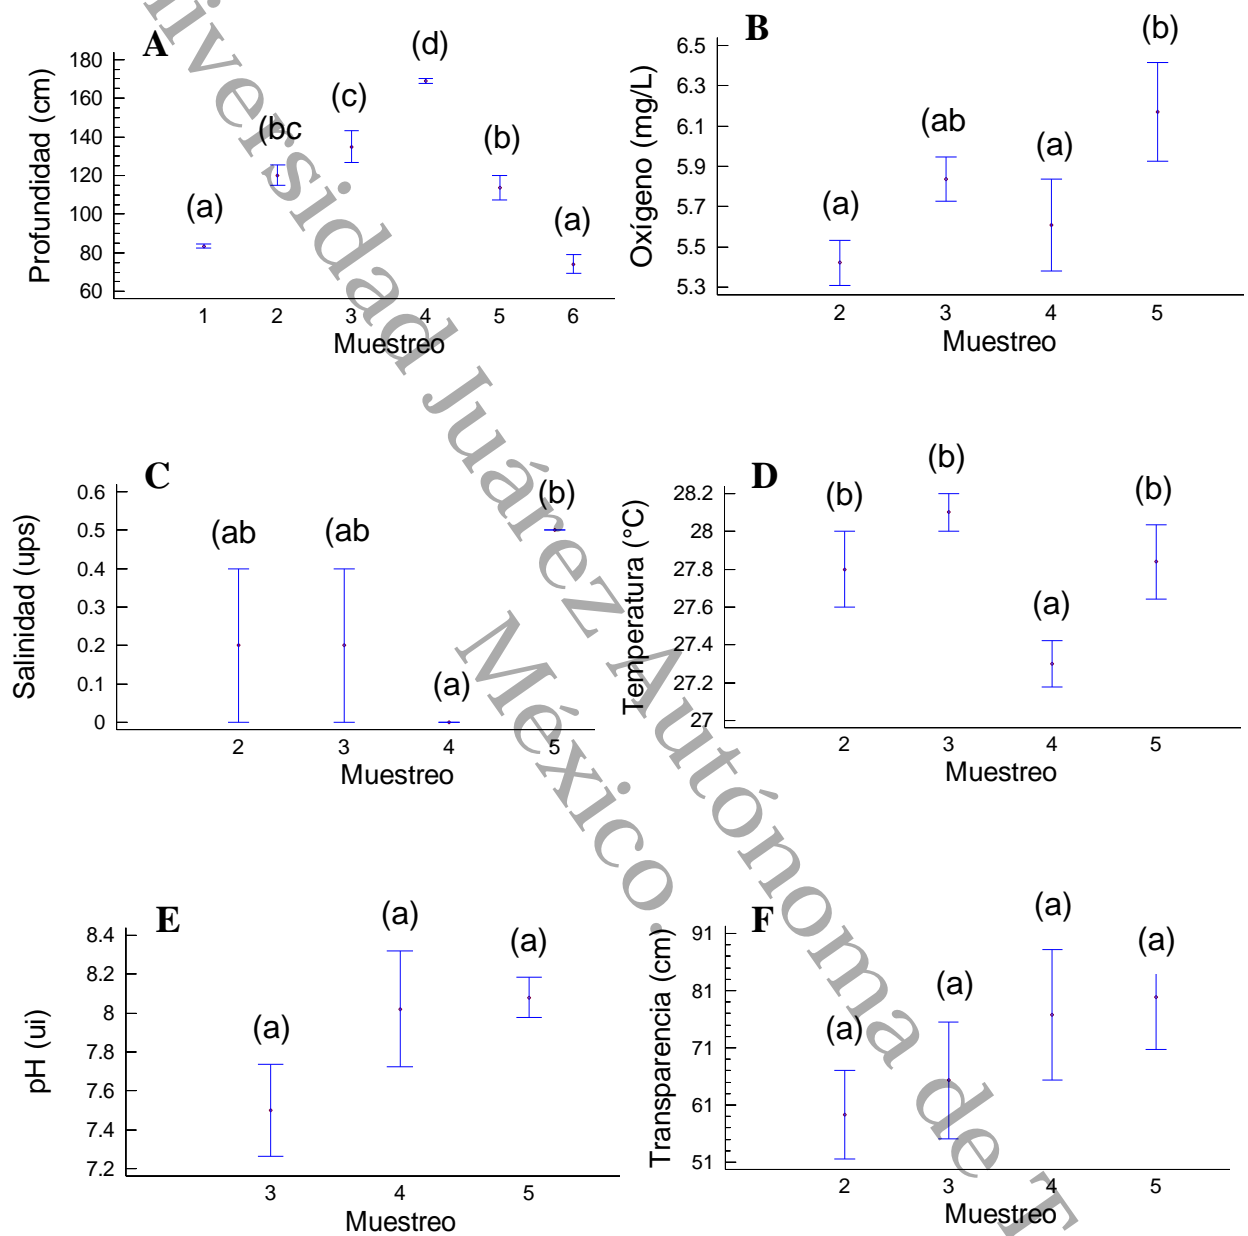 A
Profundidad (cm)
180
160
140
120
100
80
60
(a)
(bc
(c)
(d)
(b)
(a)
1 2 3 4 5 6
Muestreo
B
Oxígeno (mg/L)
6.5
6.3
6.1
5.9
5.7
5.5
5.3
(a)
(ab
(a)
(b)
2 3 4 5
Muestreo
C
Salinidad (ups)
0.6
0.5
0.4
0.3
0.2
0.1
0
(ab
(ab
(a)
(b)
2 3 4 5
Muestreo
D
Temperatura (°C)
28.2
28
27.8
27.6
27.4
27.2
27
(b)
(b)
(a)
(b)
2 3 4 5
Muestreo
E
pH (ui)
8.4
8.2
8
7.8
7.6
7.4
7.2
(a)
(a)
(a)
3 4 5
Muestreo
F
Transparencia (cm)
91
81
71
61
51
(a)
(a)
(a)
(a)
2 3 4 5
Muestreo
niversidad Juárez Autónoma de T
México.